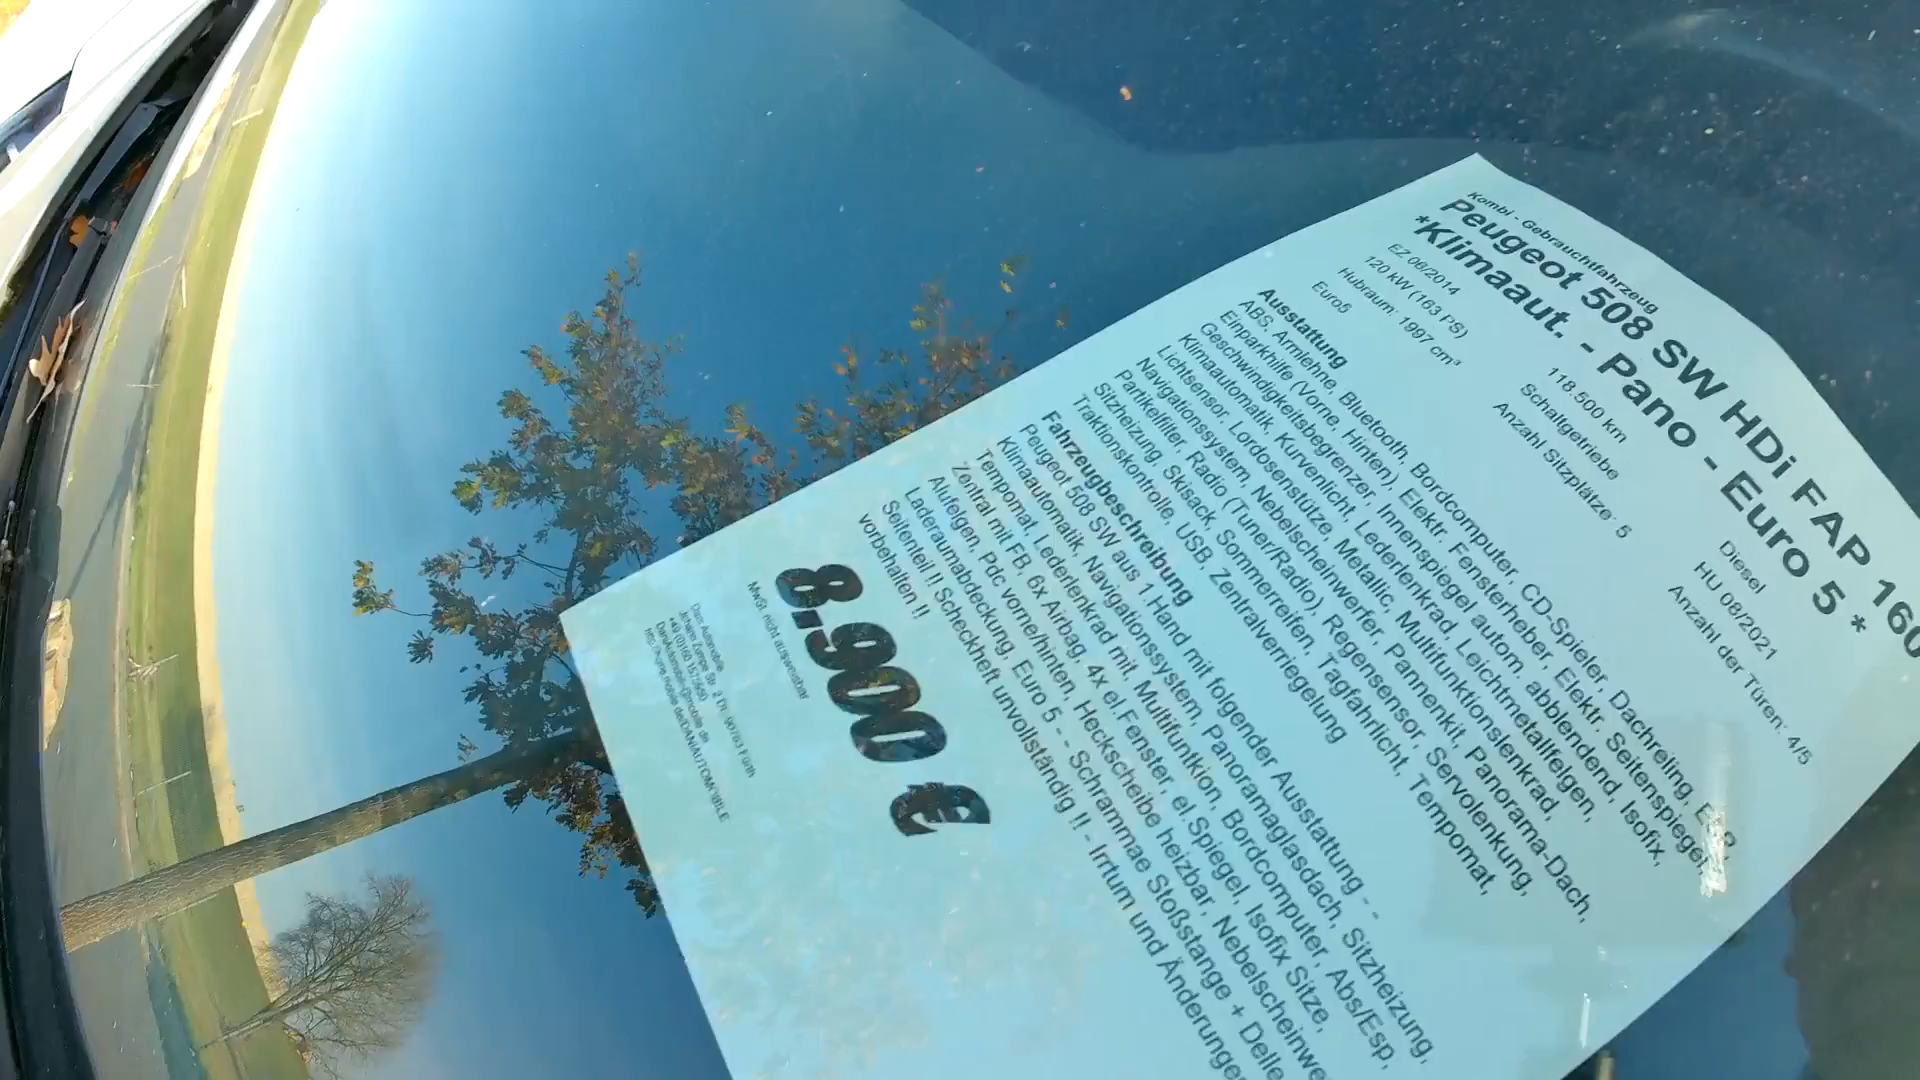 Kombi - Gebrauchtfahrzeug
Peugeot 508 SW HDi FAP 160
*Klimaaut. - Pano - Euro 5 *
EZ 06/2014
118.500 km
Diesel
120 kW (163 PS)
Schaltgetriebe
HU 08/2021
Hubraum: 1997 cm³
Anzahl Sitzplätze: 5
Anzahl der Türen: 4/5
Euro5
Ausstattung
ABS, Armlehne, Bluetooth, Bordcomputer, CD-Spieler, Dachreling,
Einparkhilfe (Vorne, Hinten), Elektr. Fensterheber, Elektr. Seitenspiegel,
Geschwindigkeitsbegrenzer, Innenspiegel autom. abblendend, Isofix,
Klimaautomatik, Kurvenlicht, Lederlenkrad, Leichtmetallfelgen,
Lichtsensor, Lordosenstütze, Metallic, Multifunktionslenkrad,
Navigationssystem, Nebelscheinwerfer, Pannenkit, Panorama-Dach,
Partikelfilter, Radio (Tuner/Radio), Regensensor, Servolenkung,
Sitzheizung, Skisack, Sommerreifen, Tagfahrlicht, Tempomat,
Traktionskontrolle, USB, Zentralverriegelung
Fahrzeugbeschreibung
Peugeot 508 SW aus 1.Hand mit folgender Ausstattung - -
Klimaautomatik, Navigationssystem, Panoramaglasdach, Sitzheizung,
Tempomat, Lederlenkrad mit, Multifuntkion, Bordcomputer, Abs/Esp,
Zentral mit FB, 6x Airbag, 4x el Fenster, el.Spiegel, Isofix Sitze,
Alufelgen, Pdc vorne/hinten, Heckscheibe heizbar, Nebelscheinwe
Laderaumabdeckung, Euro 5 - - Schrammae Stoßstange + Delle
Seitenteil !! Scheckheft unvollständig !! - Irrtum und Änderunge
vorbehalten !!
8.900 €
MwSt. nicht ausweisbar
Dani Automobile
90763 Fürth